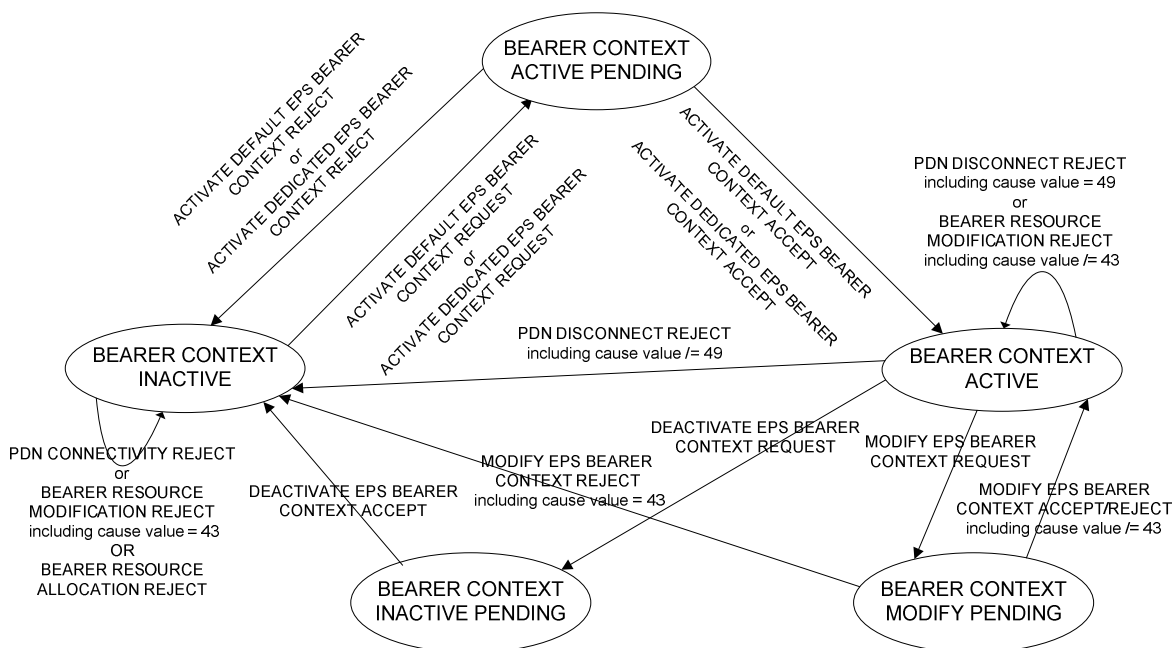 BEARER CONTEXT
ACTIVE PENDING
ACTIVATE DEFAULT EPS BEARER
CONTEXT REJECT
or
ACTIVATE DEDICATED EPS BEARER
CONTEXT REJECT
ACTIVATE DEFAULT EPS BEARER
CONTEXT REQUEST
or
ACTIVATE DEDICATED EPS BEARER
CONTEXT REQUEST
ACTIVATE DEFAULT EPS BEARER
CONTEXT ACCEPT
or
ACTIVATE DEDICATED EPS BEARER
CONTEXT ACCEPT
PDN DISCONNECT REJECT
including cause value = 49
or
BEARER RESOURCE
MODIFICATION REJECT
including cause value /= 43
BEARER CONTEXT
INACTIVE
PDN DISCONNECT REJECT
including cause value /= 49
BEARER CONTEXT
ACTIVE
PDN CONNECTIVITY REJECT
or
BEARER RESOURCE
MODIFICATION REJECT
including cause value = 43
OR
BEARER RESOURCE
ALLOCATION REJECT
DEACTIVATE EPS BEARER
CONTEXT ACCEPT
MODIFY EPS BEARER
CONTEXT REJECT
including cause value = 43
DEACTIVATE EPS BEARER
CONTEXT REQUEST
MODIFY EPS BEARER
CONTEXT REQUEST
MODIFY EPS BEARER
CONTEXT ACCEPT/REJECT
including cause value /= 43
BEARER CONTEXT
INACTIVE PENDING
BEARER CONTEXT
MODIFY PENDING